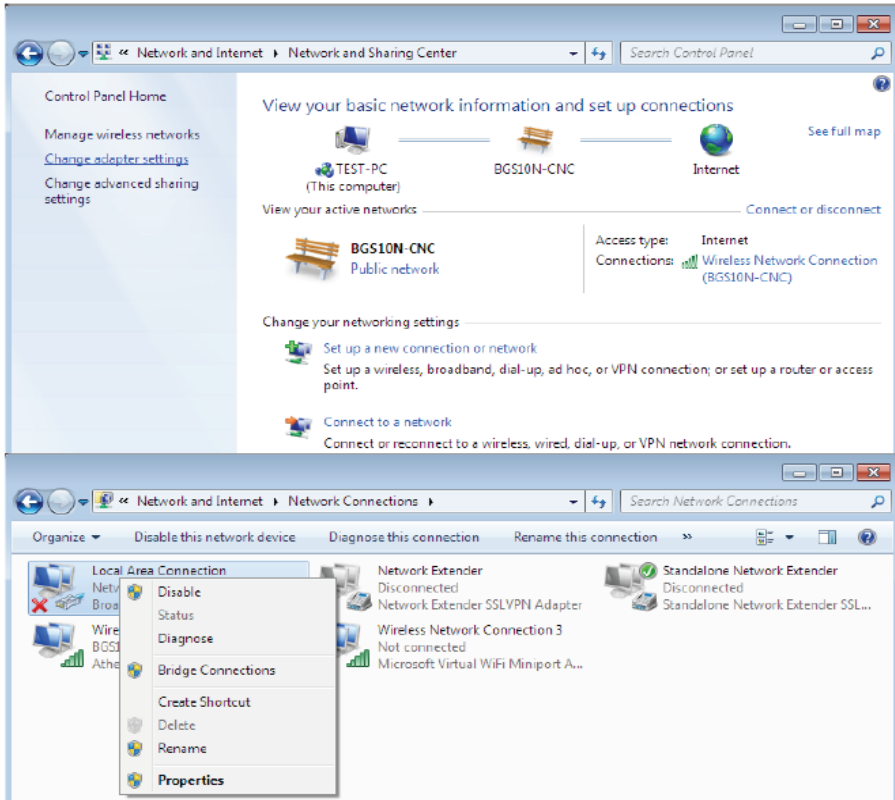 « Network and Internet ▸ Network and Sharing Center
Search Control Panel
Control Panel Home
Manage wireless networks
Change adapter settings
Change advanced sharing
settings
View your basic network information and set up connections
See full map
TEST-PC
(This computer)
BGS10N-CNC
Internet
View your active networks
Connect or disconnect
BGS10N-CNC
Public network
Access type: Internet
Connections: Wireless Network Connection
(BGS10N-CNC)
Change your networking settings
Set up a new connection or network
Set up a wireless, broadband, dial-up, ad hoc, or VPN connection; or set up a router or access
point.
Connect to a network
Connect or reconnect to a wireless, wired, dial-up, or VPN network connection.
« Network and Internet ▸ Network Connections ▸
Search Network Connections
Organize Disable this network device Diagnose this connection Rename this connection »
Local Area Connection
Netv
Broa
Wire
BGS1
Athe
Disable
Status
Diagnose
Bridge Connections
Create Shortcut
Delete
Rename
Properties
Network Extender
Disconnected
Network Extender SSLVPN Adapter
Wireless Network Connection 3
Not connected
Microsoft Virtual WiFi Miniport A...
Standalone Network Extender
Disconnected
Standalone Network Extender SSL...